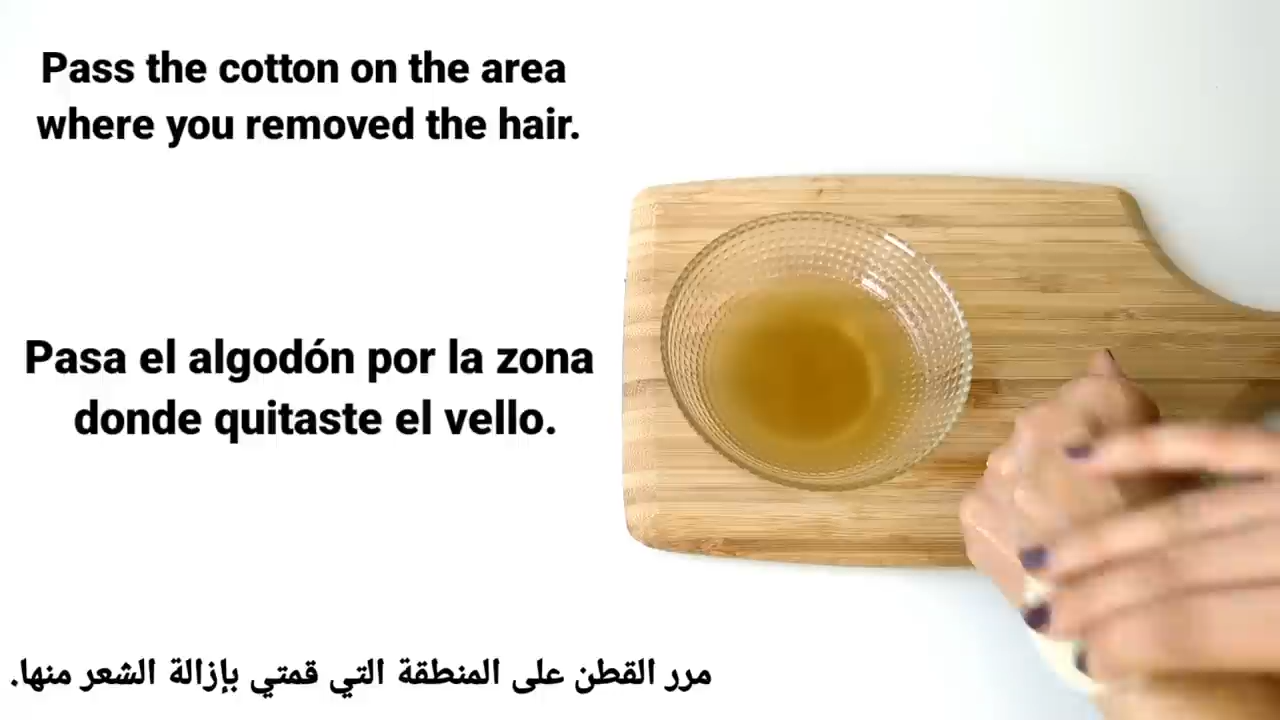 Pass the cotton on the area
where you removed the hair.
Pasa el algodón por la zona
donde quitaste el vello.
مرر القطن على المنطقة التي قمتي بإزالة الشعر منها.